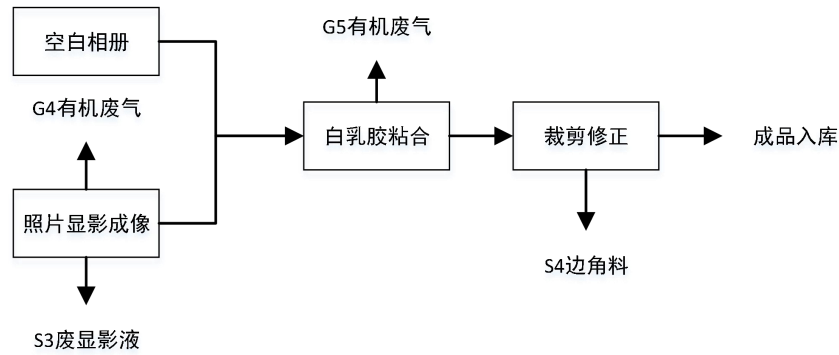 空白相册
G4有机废气
照片显影成像
S3废显影液
G5有机废气
白乳胶粘合
裁剪修正
S4边角料
成品入库